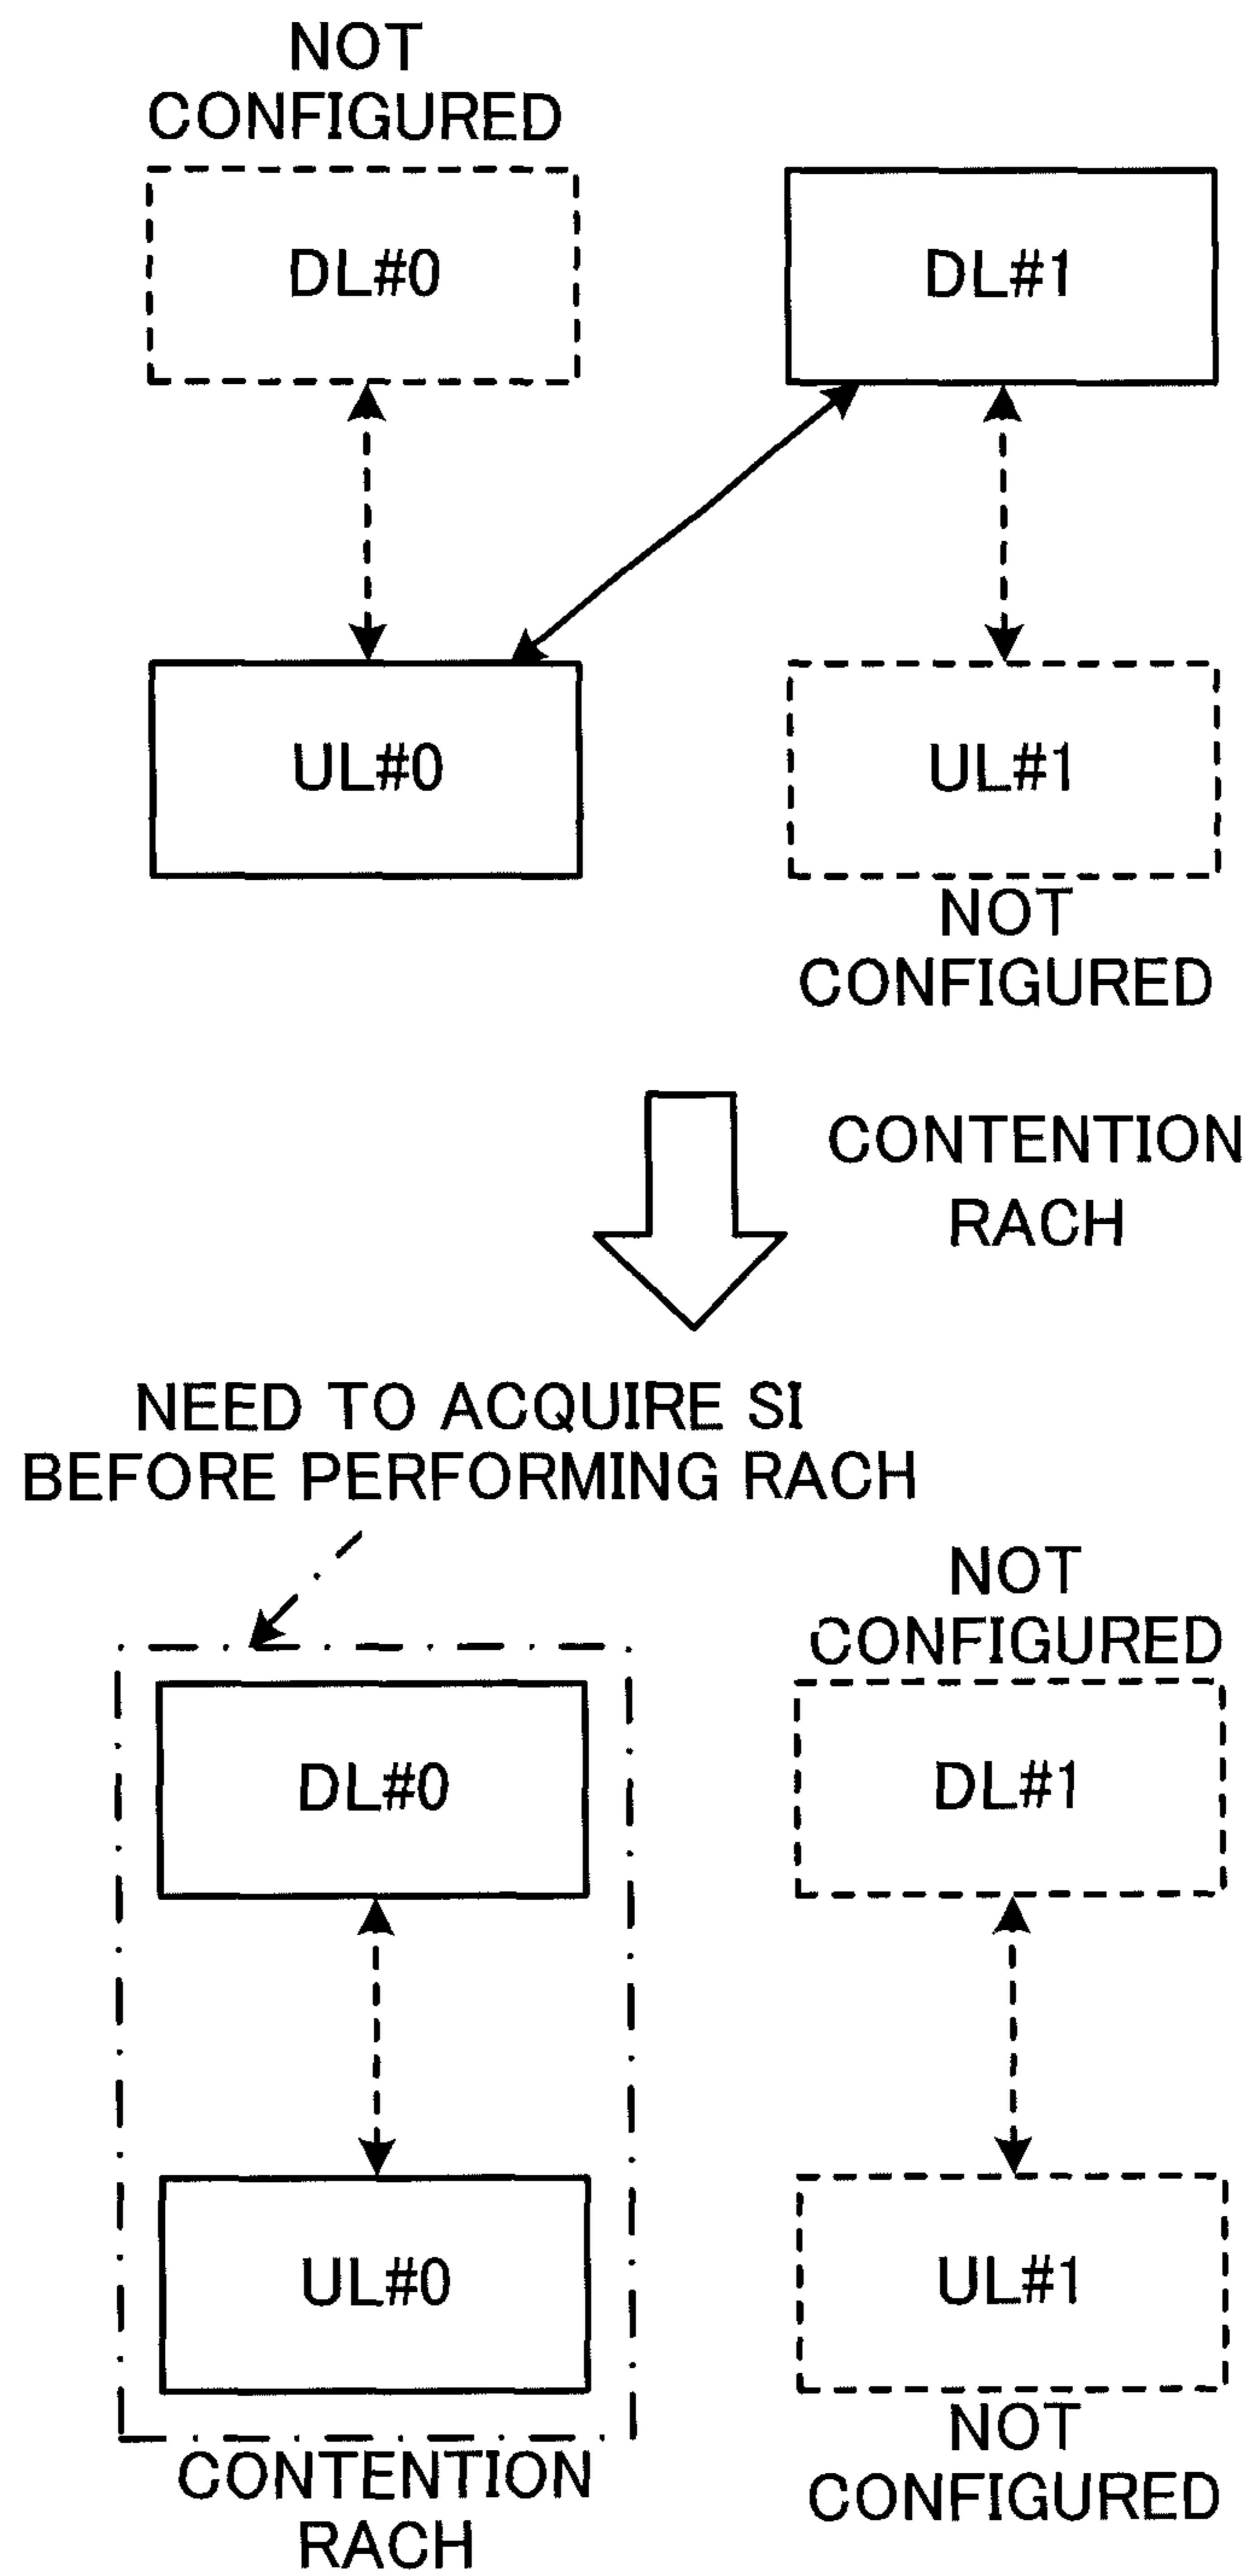 NOT
CONFIGURED
DL#0
DL#1
UL#0
UL#1
NOT
CONFIGURED
CONTENTION
RACH
NEED TO ACQUIRE SI
BEFORE PERFORMING RACH
NOT
CONFIGURED
DL#0
DL#1
UL#0
UL#1
CONTENTION
RACH
NOT
CONFIGURED